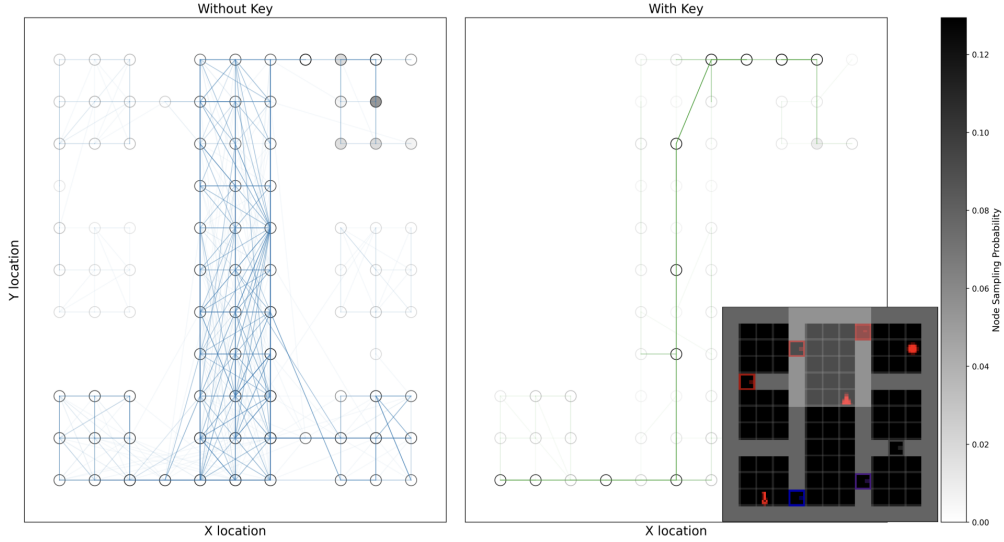 Without Key
With Key
Y location
X location
X location
0.12
0.10
0.08
0.06
0.04
0.02
0.00
Node Sampling Probability